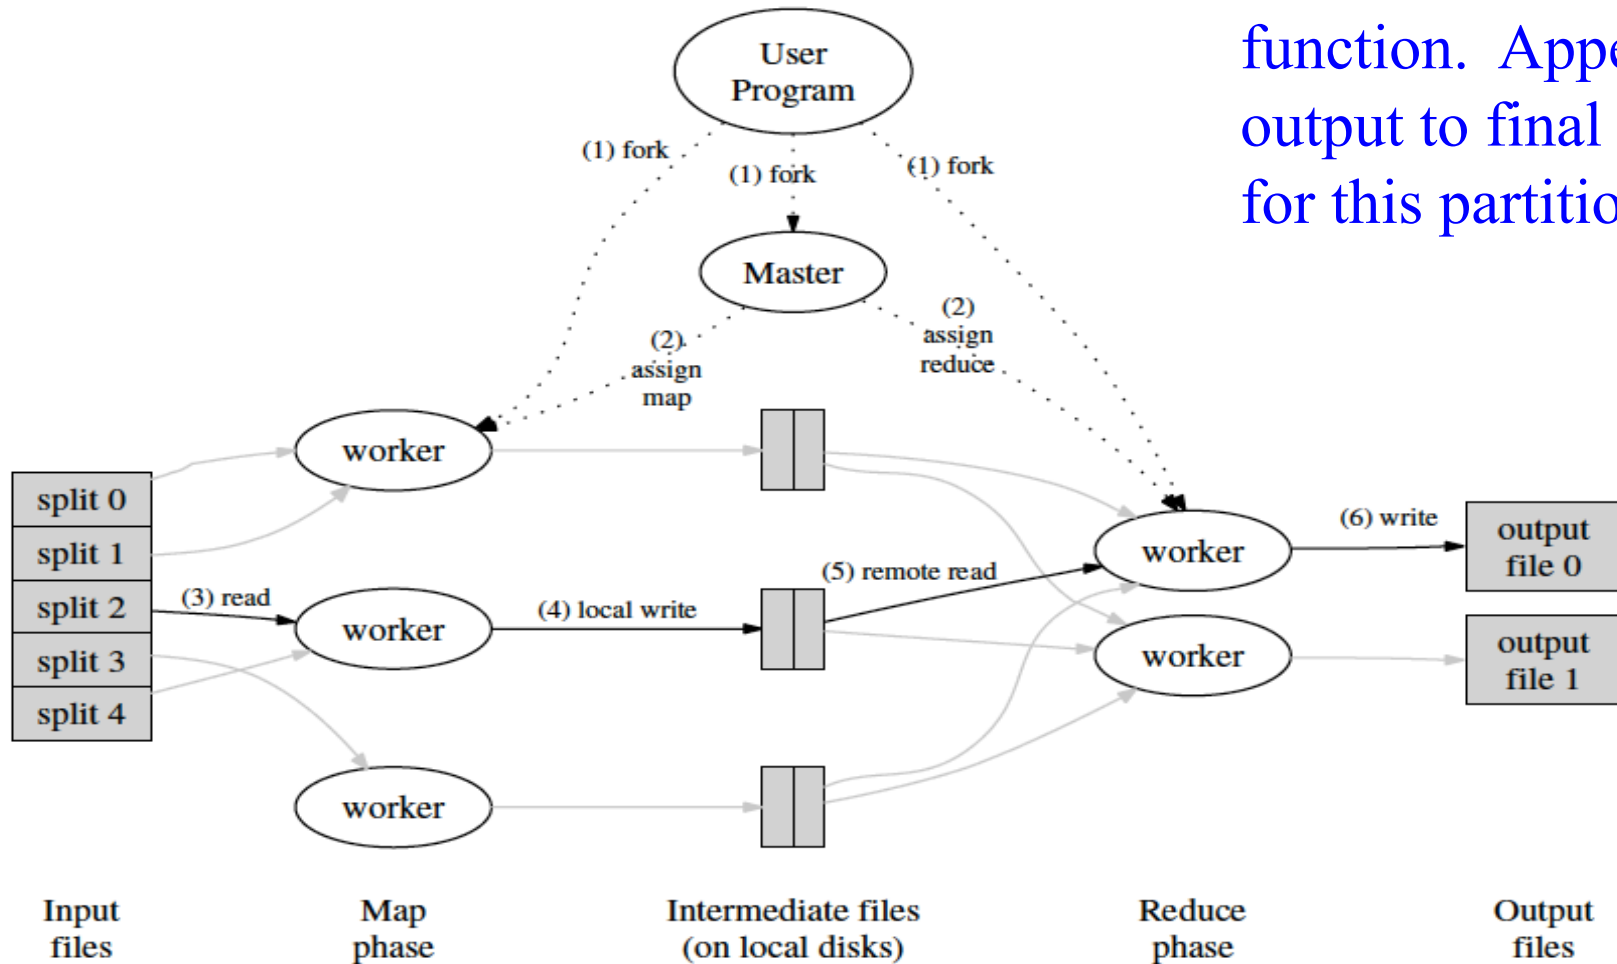 function. Appe
output to final
for this partitio
User
Program
(1) fork
(1) fork
(1) fork
Master
(2)
assign
map
(2)
assign
reduce
worker
split 0
split 1
split 2
split 3
split 4
(3) read
worker
(4) local write
(5) remote read
worker
(6) write
output
file 0
worker
output
file 1
worker
Input
files
Map
phase
Intermediate files
(on local disks)
Reduce
phase
Output
files